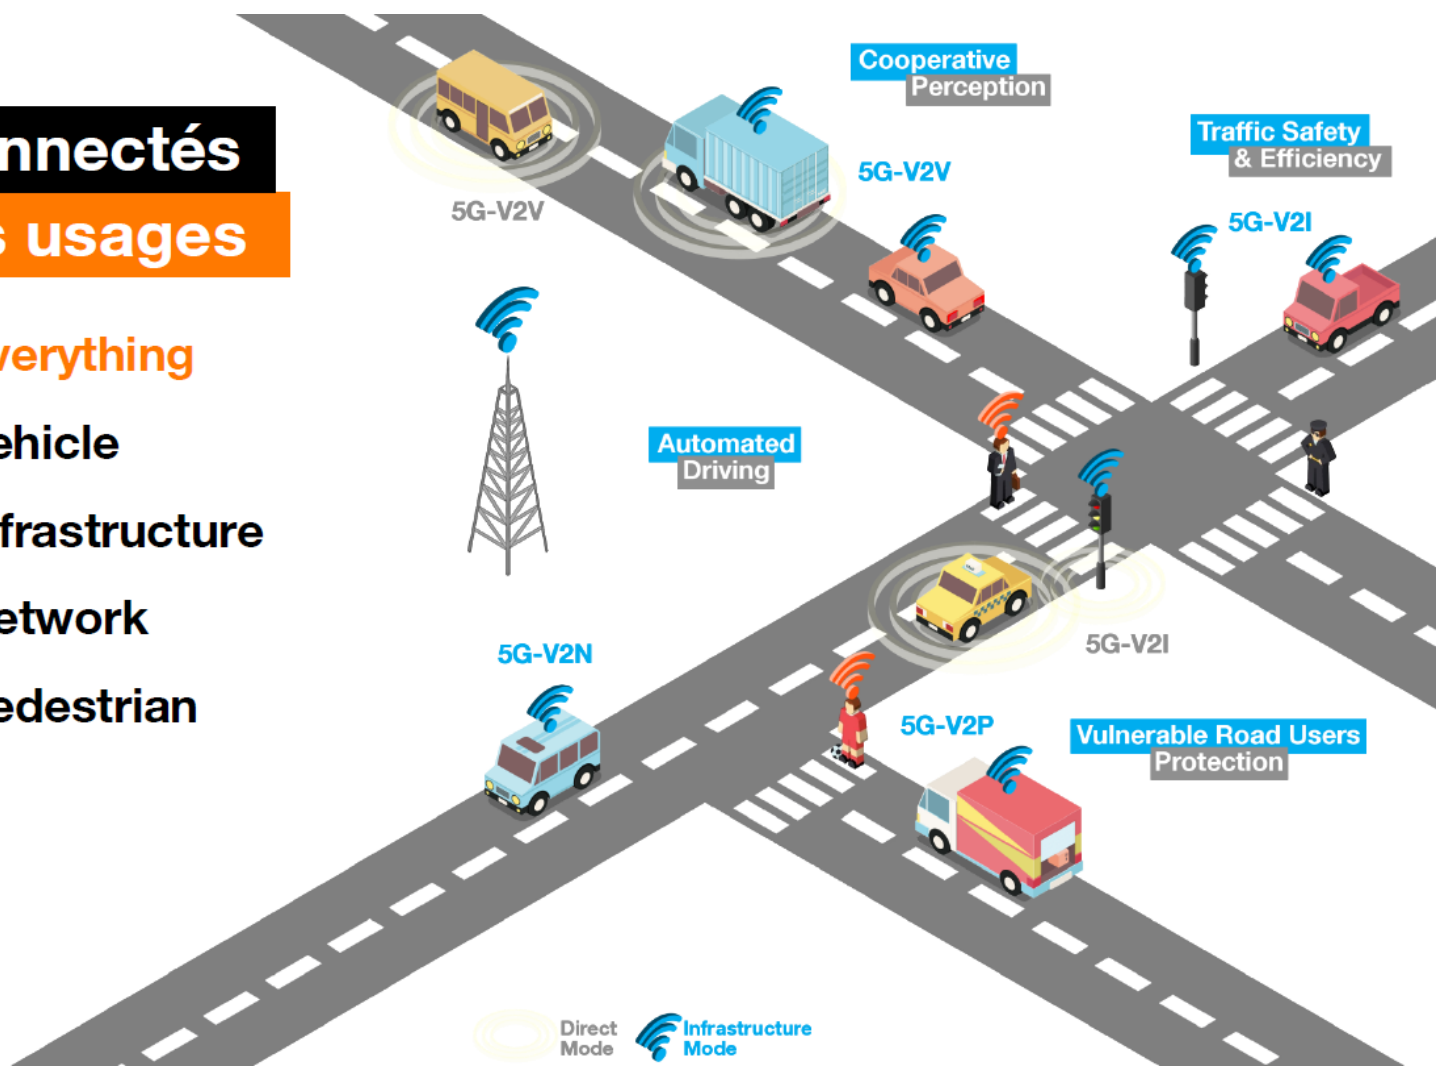 nnectés
s usages
verything
ehicle
frastructure
etwork
edestrian
Cooperative
Perception
Traffic Safety
& Efficiency
5G-V2V
5G-V2V
5G-V2I
Automated
Driving
5G-V2I
5G-V2N
5G-V2P
Vulnerable Road Users
Protection
Direct
Mode
Infrastructure
Mode